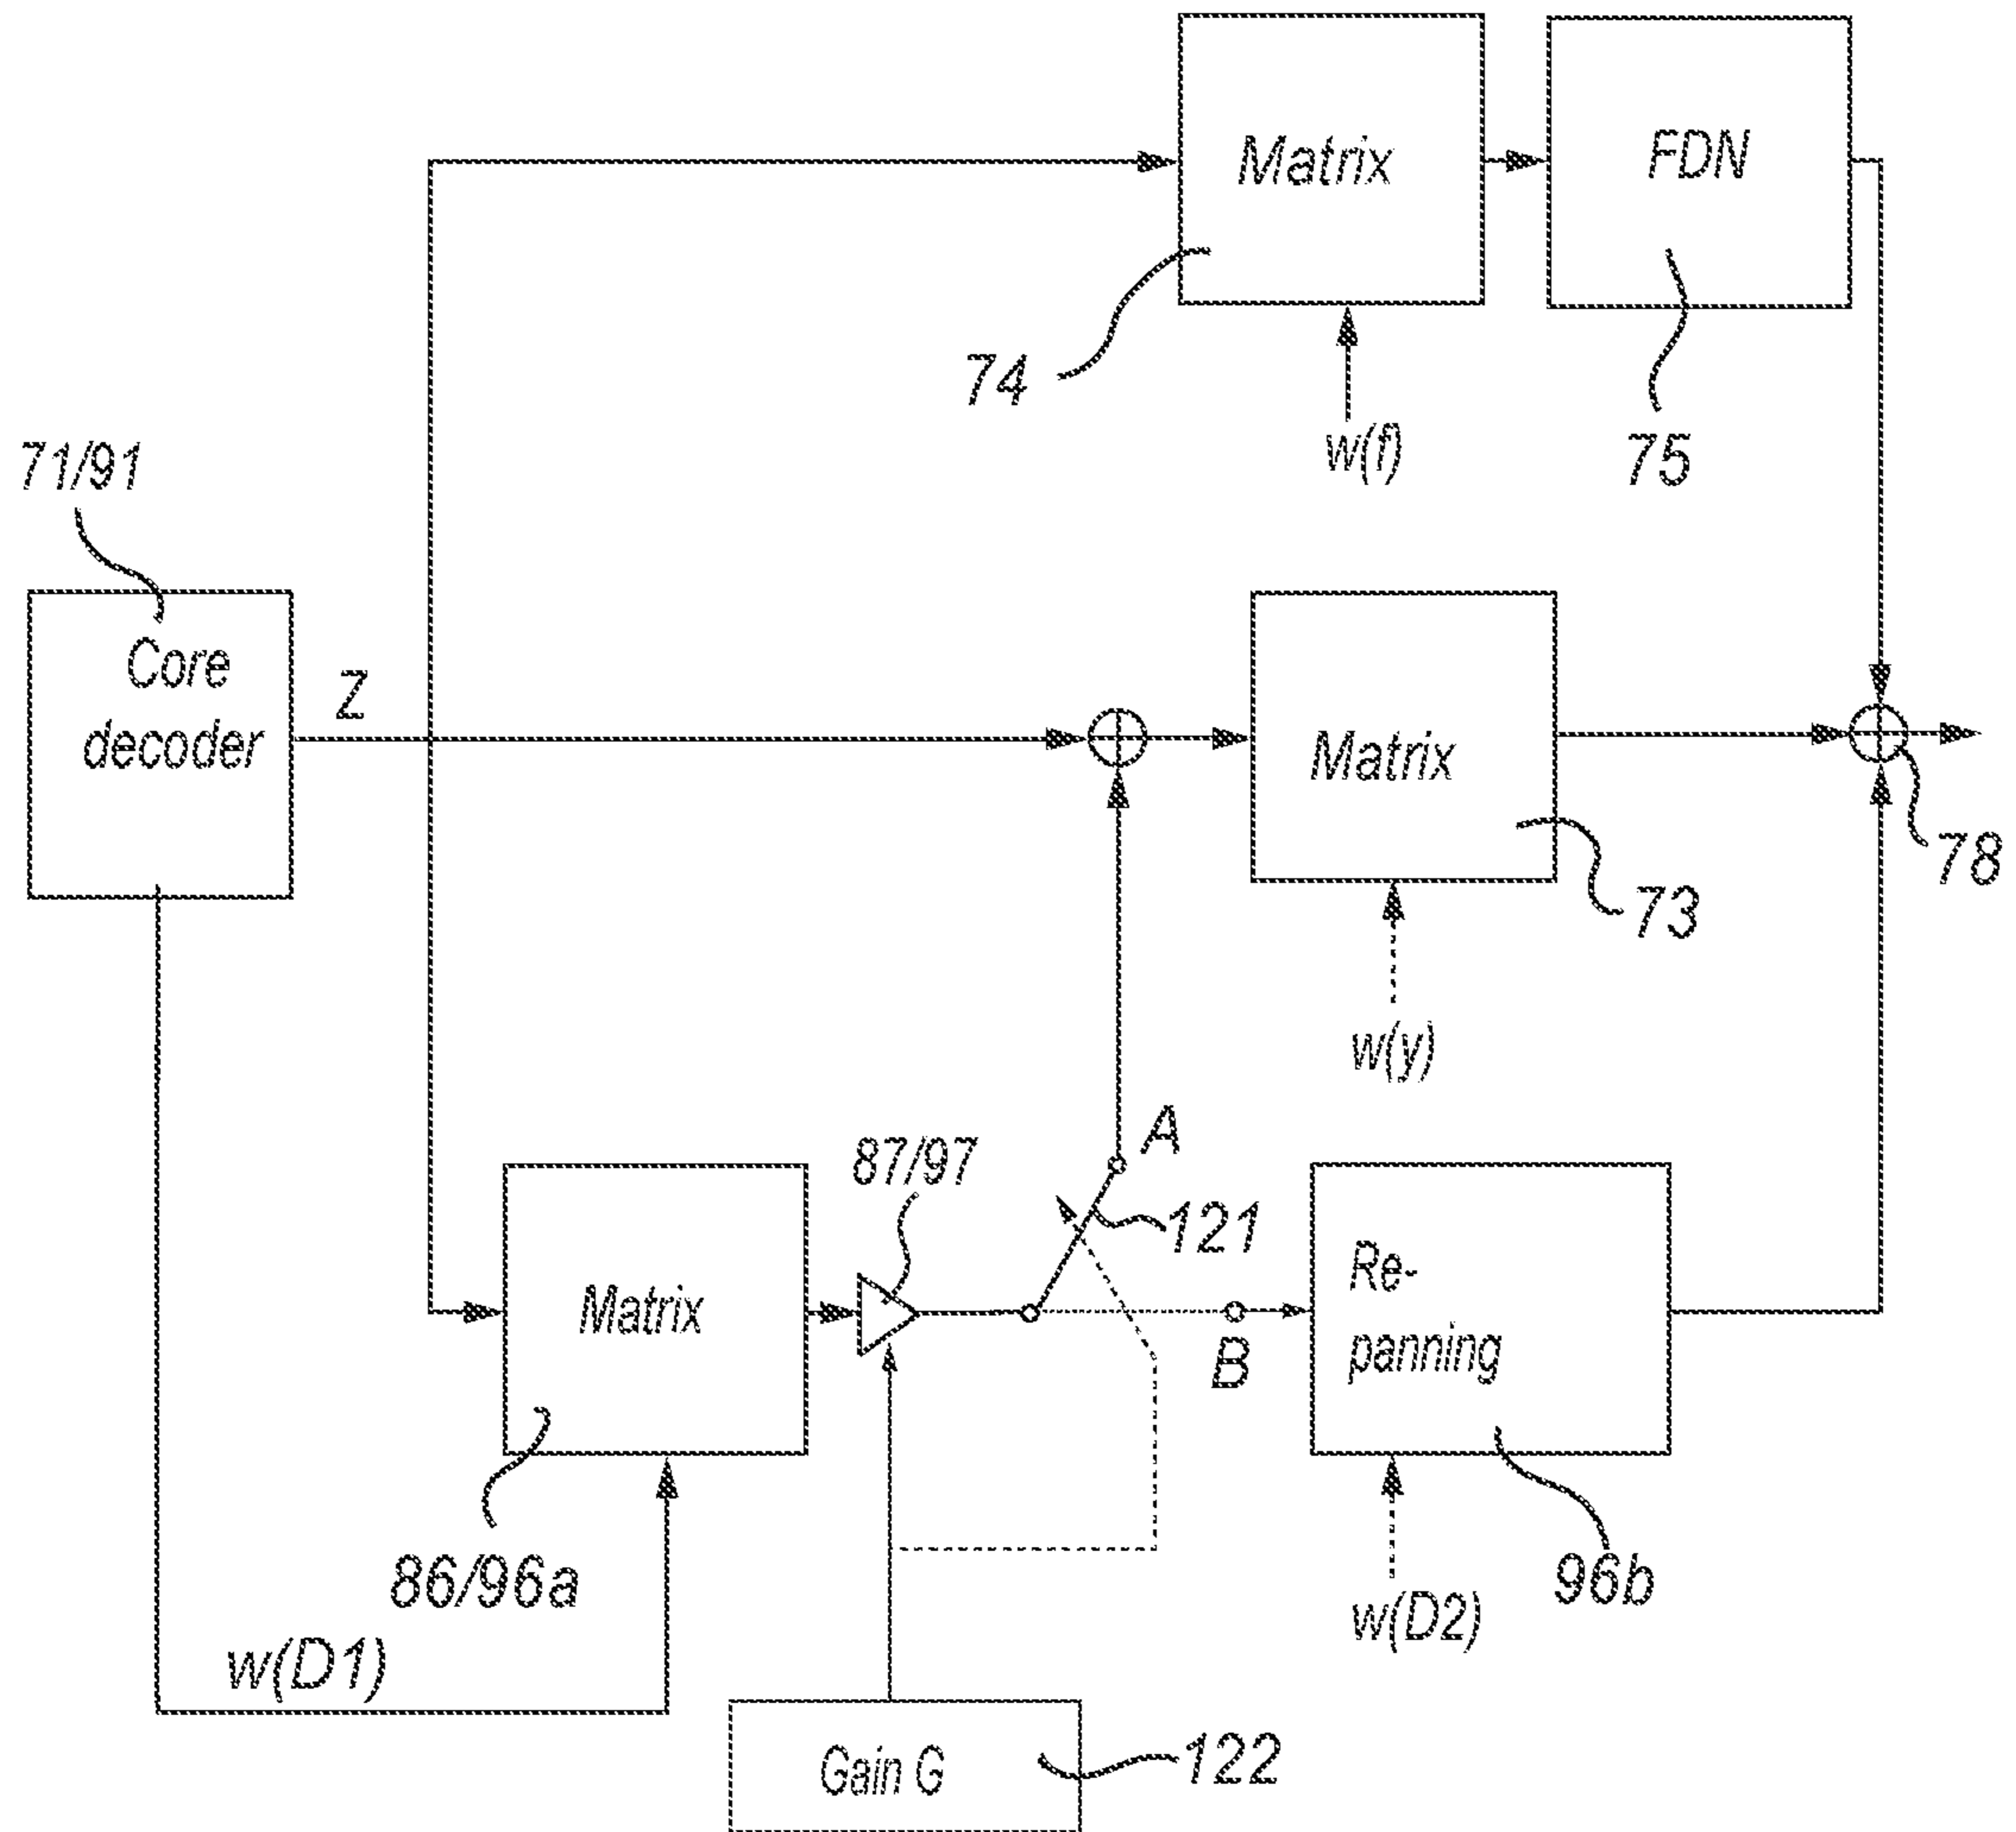 Matrix
FDN
74
w(f)
75
71/91
Core
decoder
Z
Matrix
78
73
w(y)
A
87/97
121
Matrix
Re-
panning
B
86/96a
96b
w(D2)
w(D1)
Gain G
122